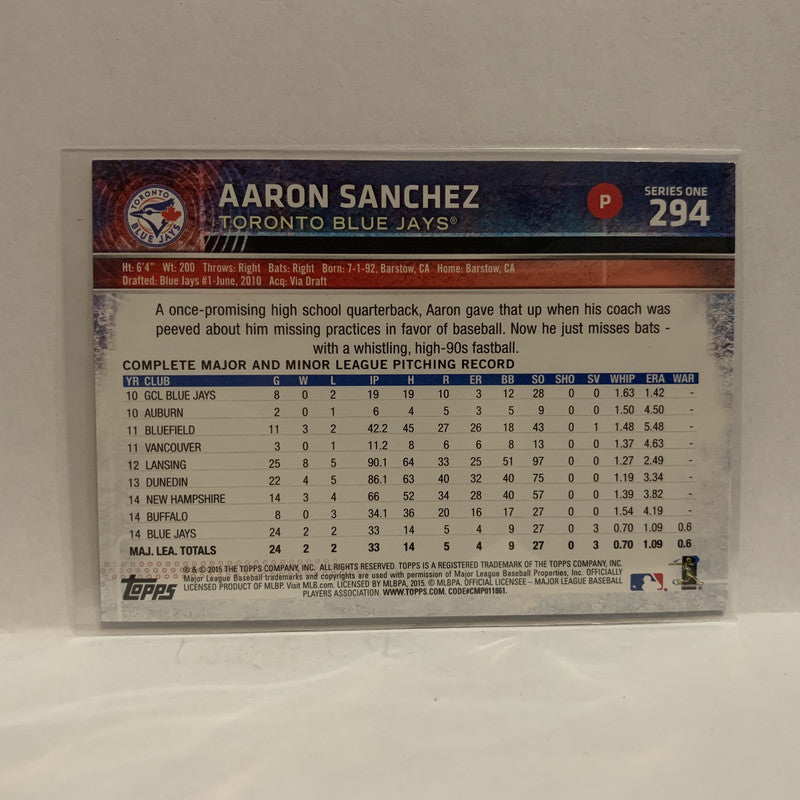 TORONTO
BLUE JAYS
AARON SANCHEZ
TORONTO BLUE JAYS®
P
SERIES ONE
294
Ht: 6'4" Wt: 200 Throws: Right Bats: Right Born: 7-1-92, Barstow, CA Home: Barstow, CA
Drafted: Blue Jays #1-June, 2010 Acq: Via Draft
A once-promising high school quarterback, Aaron gave that up when his coach was
peeved about him missing practices in favor of baseball. Now he just misses bats -
with a whistling, high-90s fastball.
COMPLETE MAJOR AND MINOR LEAGUE PITCHING RECORD
YR CLUB G W L IP H R ER BB SO SHO SV WHIP ERA WAR
10 GCL BLUE JAYS 8 0 2 19 19 10 3 12 28 0 0 1.63 1.42 -
10 AUBURN 2 0 1 6 4 5 3 5 9 0 0 1.50 4.50 -
11 BLUEFIELD 11 3 2 42.2 45 27 26 18 43 0 1 1.48 5.48 -
11 VANCOUVER 3 0 1 11.2 8 6 6 8 13 0 0 1.37 4.63 -
12 LANSING 25 8 5 90.1 64 33 25 51 97 0 0 1.27 2.49 -
13 DUNEDIN 22 4 5 86.1 63 40 32 40 75 0 0 1.19 3.34 -
14 NEW HAMPSHIRE 14 3 4 66 52 34 28 40 57 0 0 1.39 3.82 -
14 BUFFALO 8 0 3 34.1 36 20 16 17 27 0 0 1.54 4.19 -
14 BLUE JAYS 24 2 2 33 14 5 4 9 27 0 3 0.70 1.09 0.6
MAJ. LEA. TOTALS 24 2 2 33 14 5 4 9 27 0 3 0.70 1.09 0.6
Topps
® & © 2015 THE TOPPS COMPANY, INC. ALL RIGHTS RESERVED. TOPPS IS A REGISTERED TRADEMARK OF THE TOPPS COMPANY, INC.
Major League Baseball trademarks and copyrights are used with permission of Major League Baseball Properties, Inc. OFFICIALLY
LICENSED PRODUCT OF MLBP. Visit MLB.com. LICENSED BY MLBPA, 2015. © MLBPA. OFFICIAL LICENSEE - MAJOR LEAGUE BASEBALL
PLAYERS ASSOCIATION. WWW.TOPPS.COM. CODE#CMP011861.